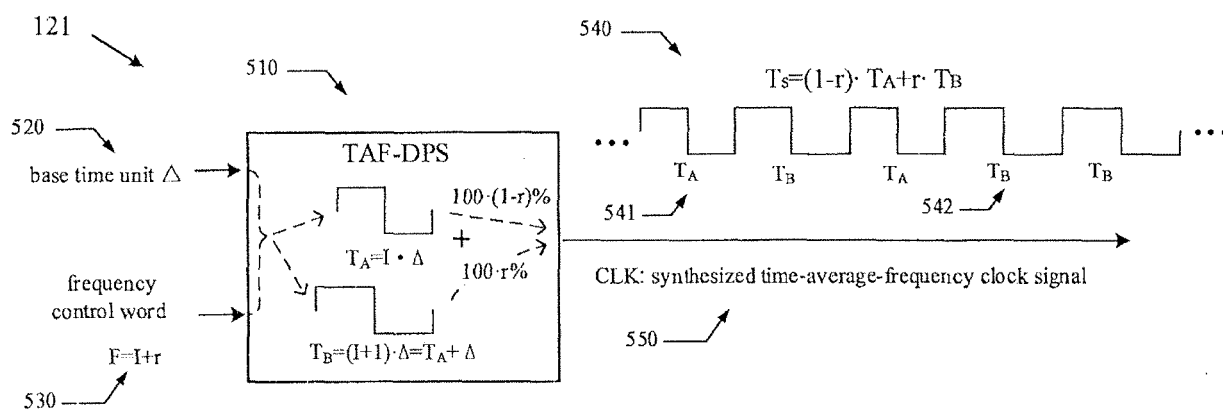 121
510
540
Ts=(1-r)· TA+r· TB
520
base time unit △
TAF-DPS
... ...
TA TB TA TB TB
541
542
100·(1-r)%
+
TA=I · Δ
100·r%
TB=(I+1)·Δ=TA+ Δ
frequency
control word
F=I+r
530
CLK: synthesized time-average-frequency clock signal
550